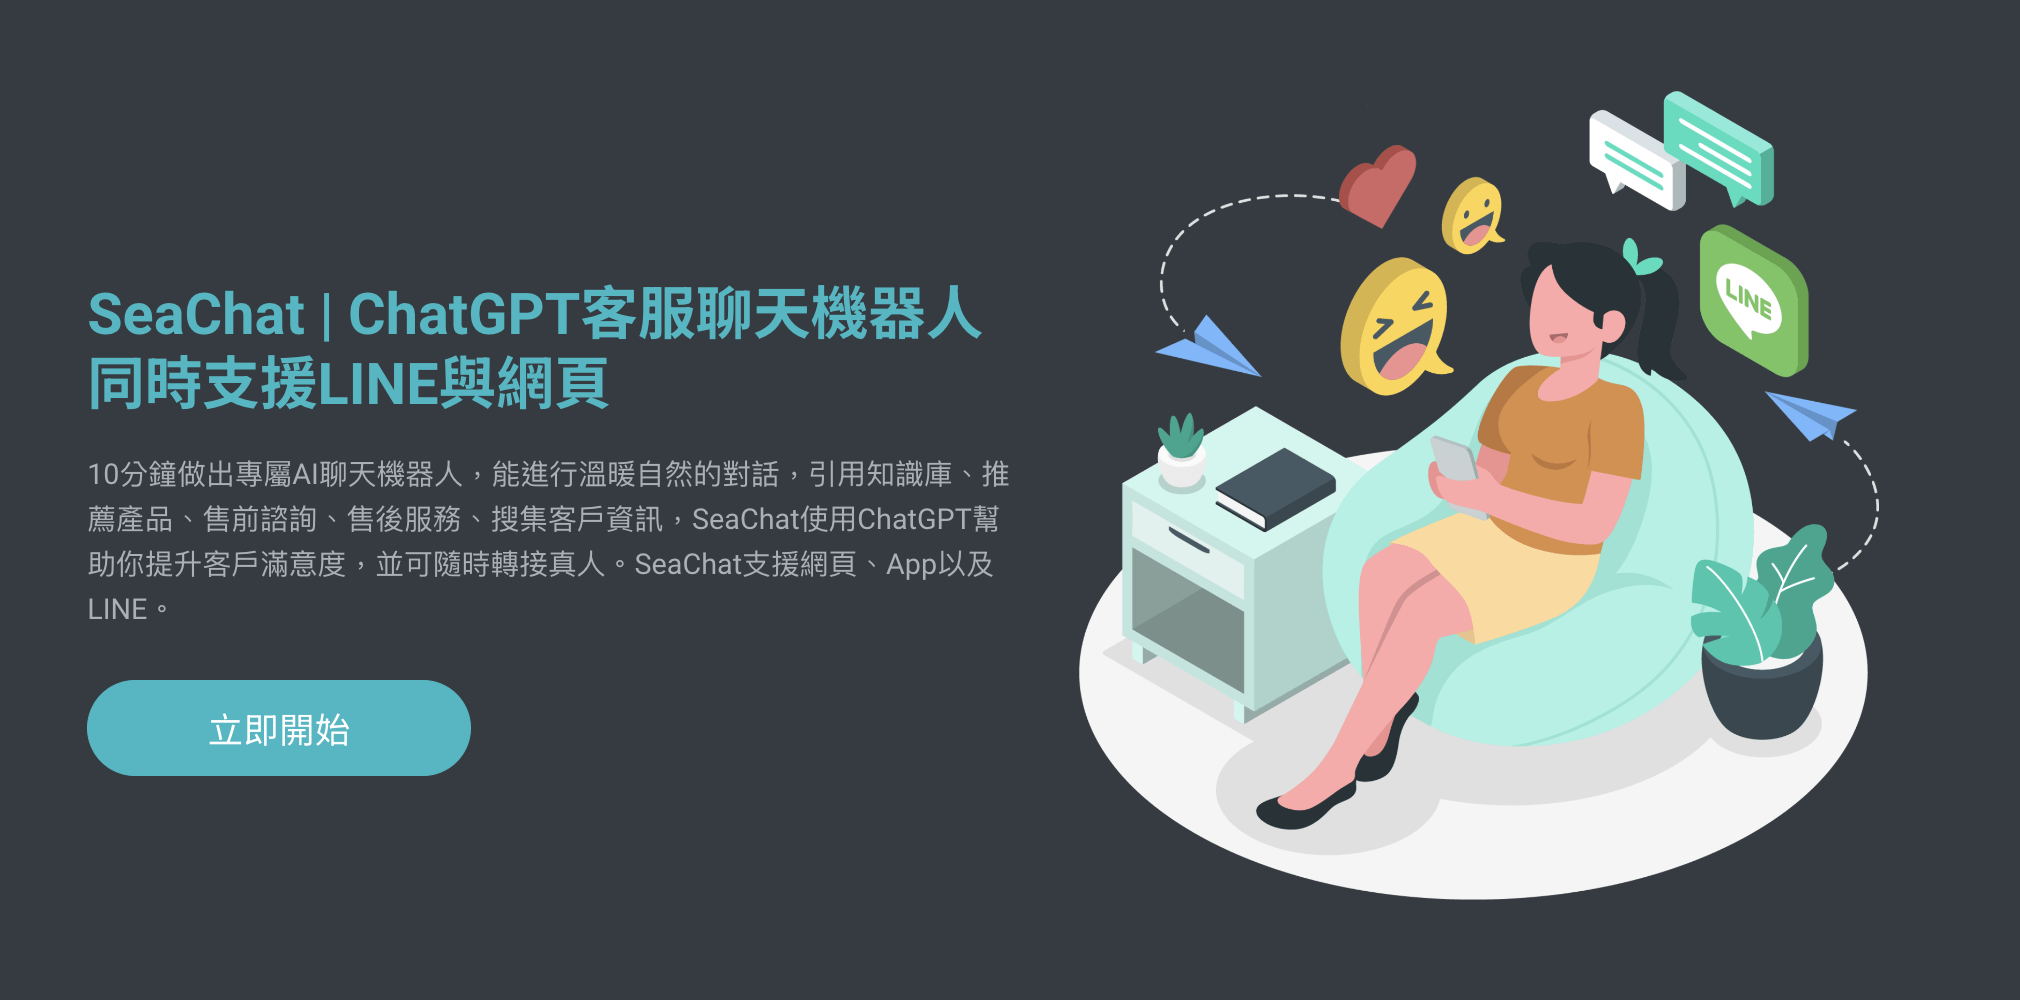 SeaChat | ChatGPT客服聊天機器人
同時支援LINE與網頁
10分鐘做出專屬AI聊天機器人，能進行溫暖自然的對話，引用知識庫、推
薦產品、售前諮詢、售後服務、搜集客戶資訊，SeaChat使用ChatGPT幫
助你提升客戶滿意度，並可隨時轉接真人。SeaChat支援網頁、App以及
LINE。
立即開始
LINE